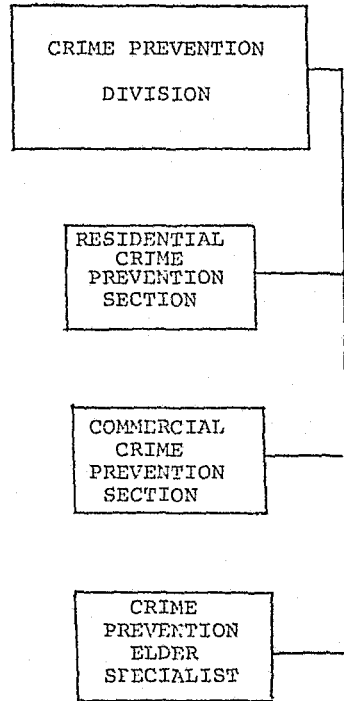 CRIME PREVENTION
DIVISION
RESIDENTIAL
CRIME
PREVENTION
SECTION
COMMERCIAL
CRIME
PREVENTION
SECTION
CRIME
PREVENTION
ELDER
SPECIALIST